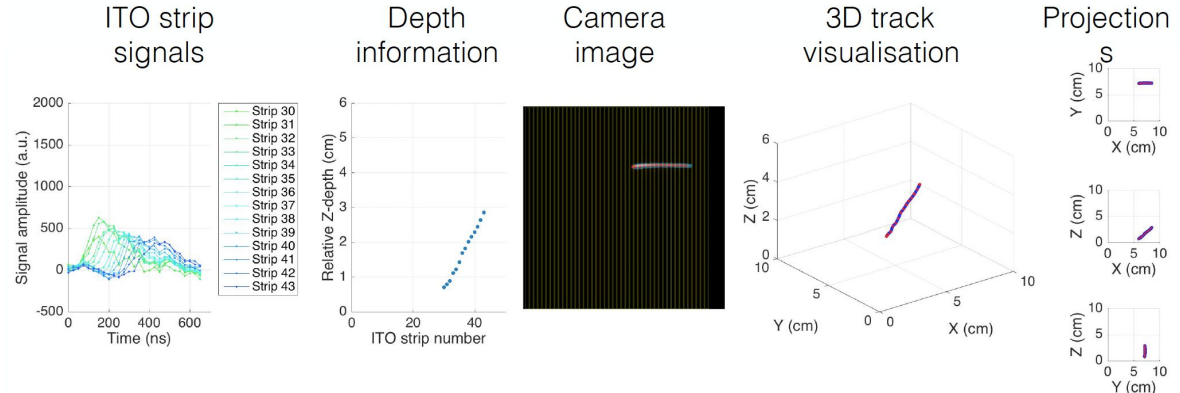 ITO strip
signals
Depth
information
Camera
image
3D track
visualisation
Projection
s
2000
1500
1000
500
0
-500
Signal amplitude (a.u.)
0 200 400 600
Time (ns)
Strip 30
Strip 31
Strip 32
Strip 33
Strip 34
Strip 35
Strip 36
Strip 37
Strip 38
Strip 39
Strip 40
Strip 41
Strip 42
Strip 43
6
5
4
3
2
1
0
Relative Z-depth (cm)
0 20 40
ITO strip number
6
4
2
0
Z (cm)
10
5
0
Y (cm)
0
5
10
X (cm)
10
5
0
Y (cm)
0 5 10
X (cm)
10
5
0
Z (cm)
0 5 10
X (cm)
10
5
0
Z (cm)
0 5 10
Y (cm)